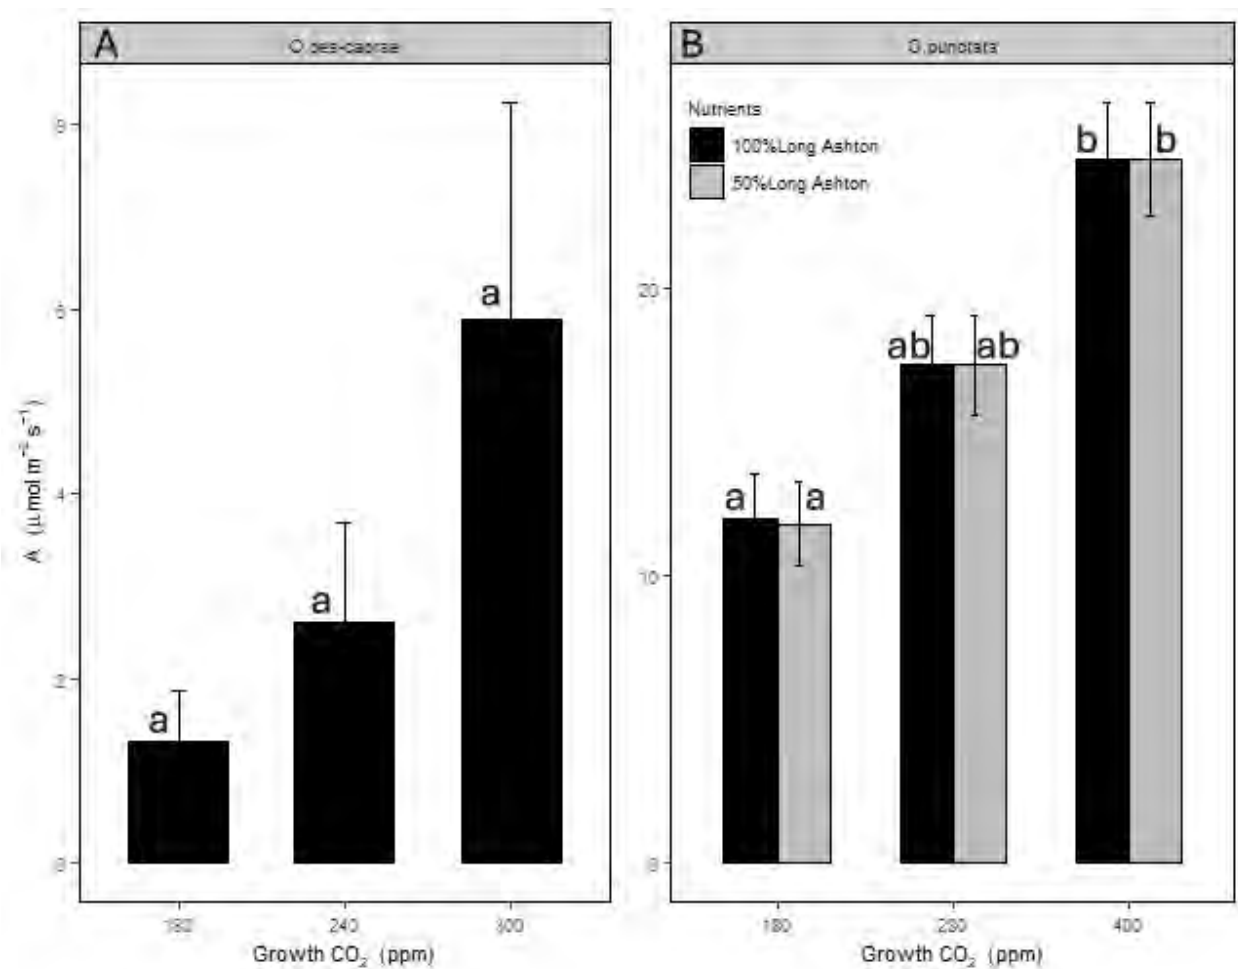 A
O pes-caprae
8
6
4
2
0
A (μmol m⁻² s⁻¹)
a
a
a
180
240
300
Growth CO₂ (ppm)
B
O punctata
Nutrients
100%Long Ashton
50%Long Ashton
20
10
0
a a
ab ab
b b
180
280
400
Growth CO₂ (ppm)